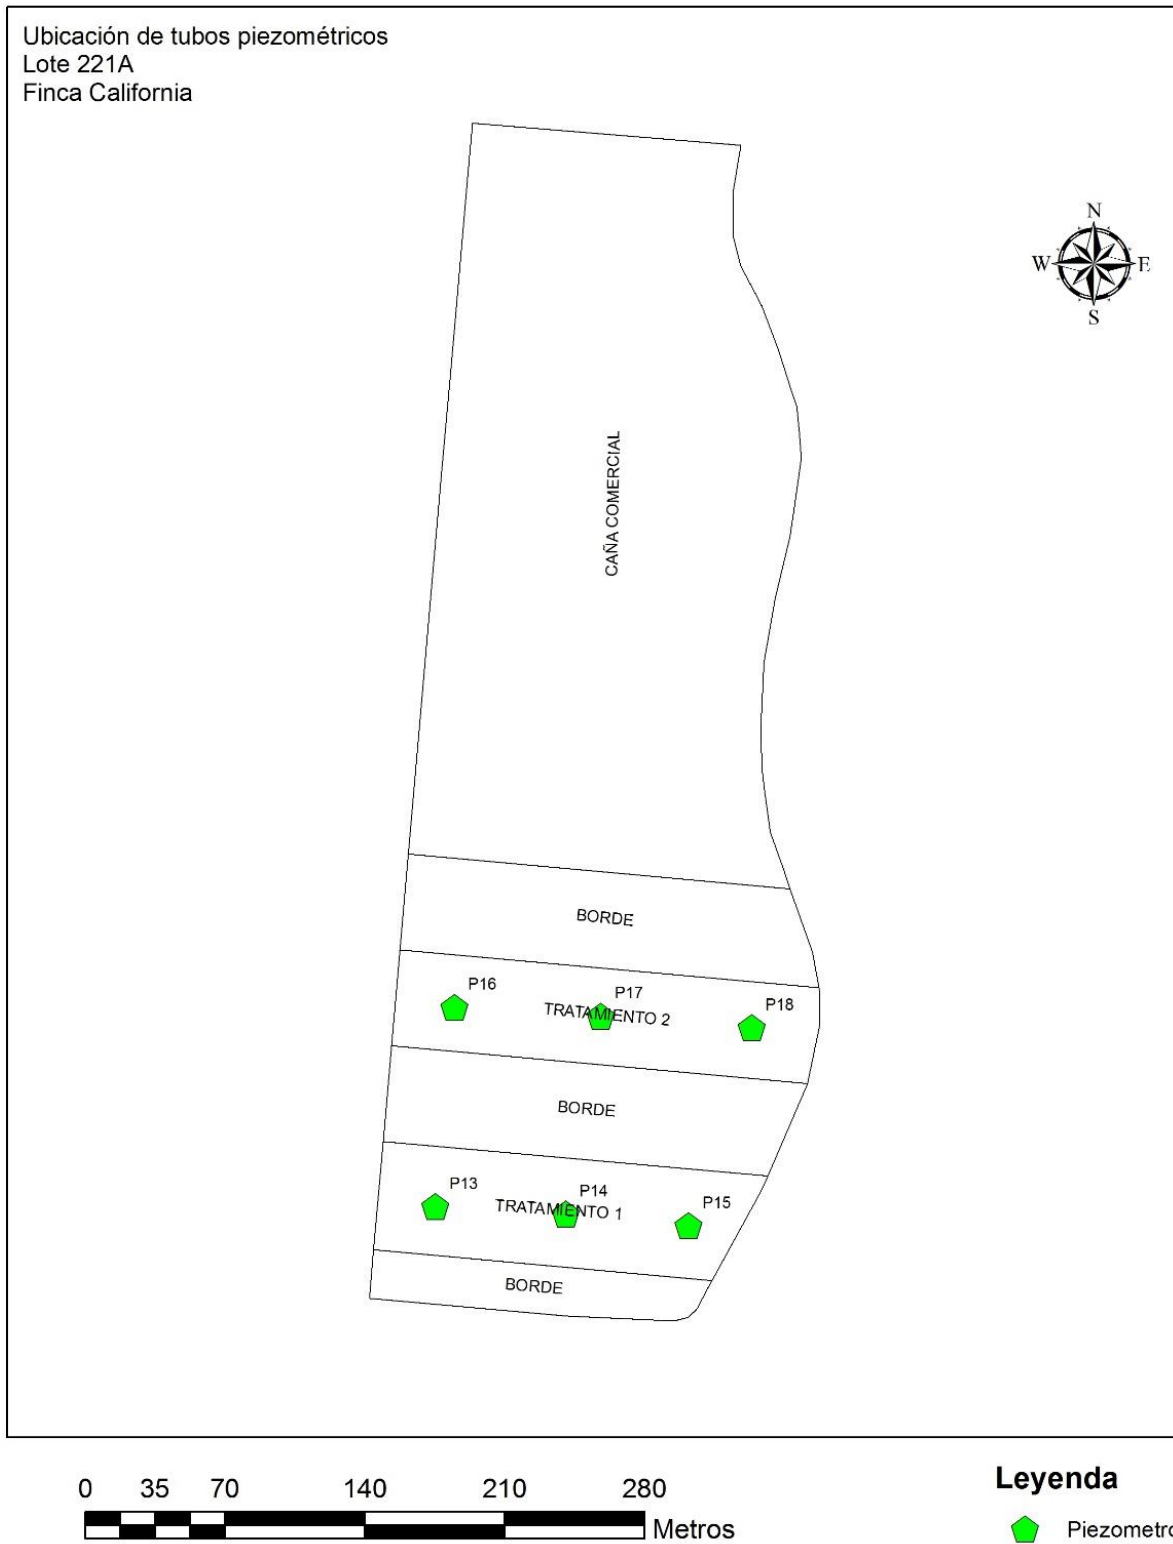 Ubicación de tubos piezométricos
Lote 221A
Finca California
N
W E
S
CAÑA COMERCIAL
BORDE
P16
P17
P18
TRATAMIENTO 2
BORDE
P13
P14
P15
TRATAMIENTO 1
BORDE
0 35 70 140 210 280
Metros
Leyenda
Piezometro